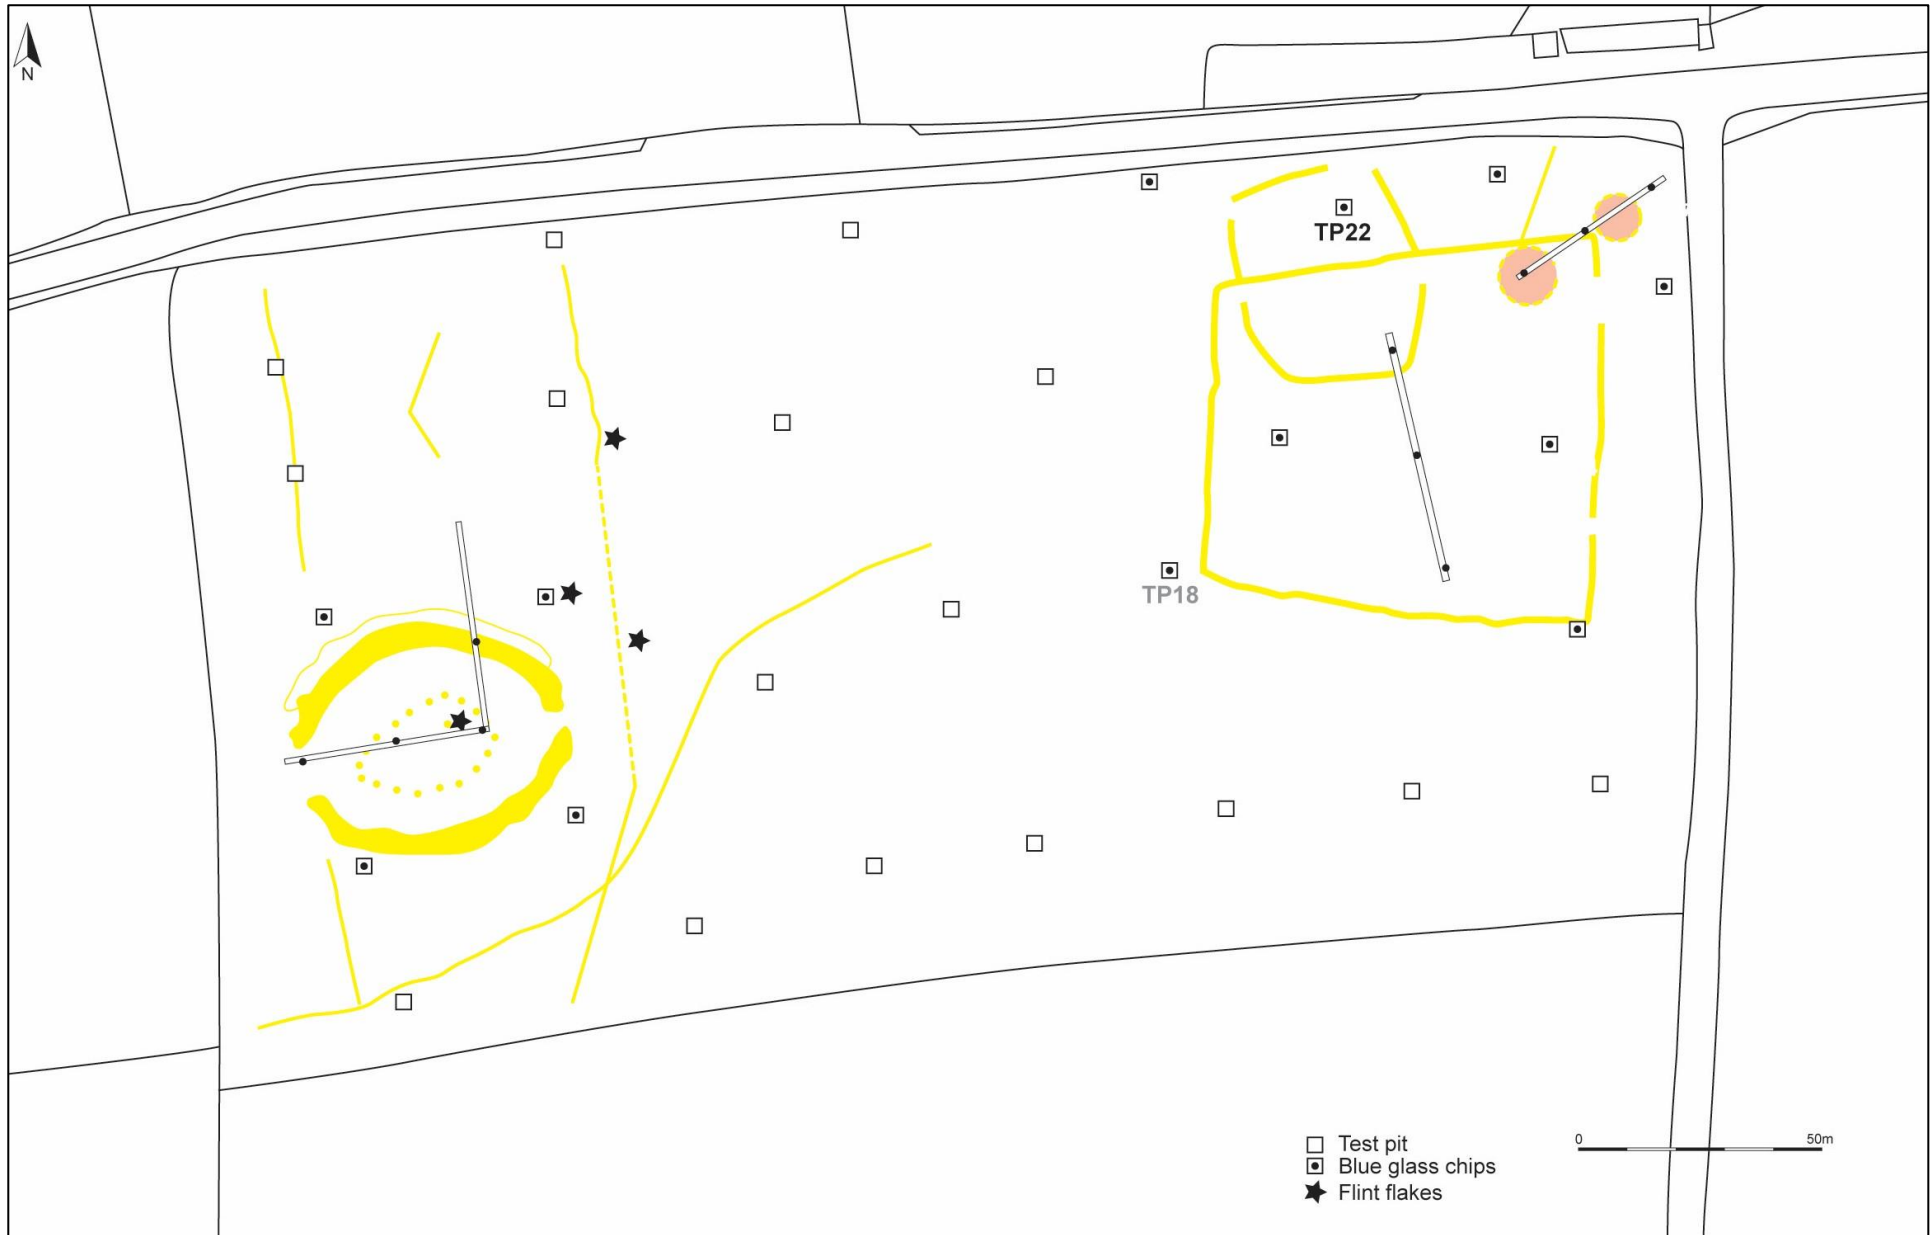 N
TP22
TP18
Test pit
Blue glass chips
Flint flakes
0 50m